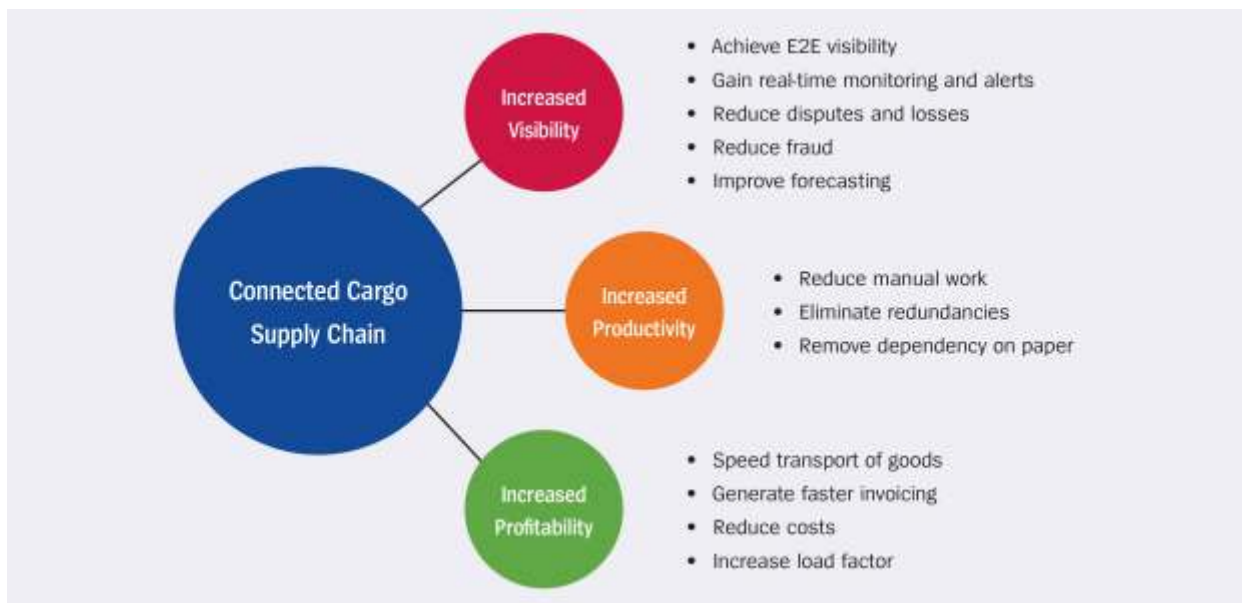 Increased
Visibility
• Achieve E2E visibility
• Gain real-time monitoring and alerts
• Reduce disputes and losses
• Reduce fraud
• Improve forecasting
Connected Cargo
Supply Chain
Increased
Productivity
• Reduce manual work
• Eliminate redundancies
• Remove dependency on paper
Increased
Profitability
• Speed transport of goods
• Generate faster invoicing
• Reduce costs
• Increase load factor